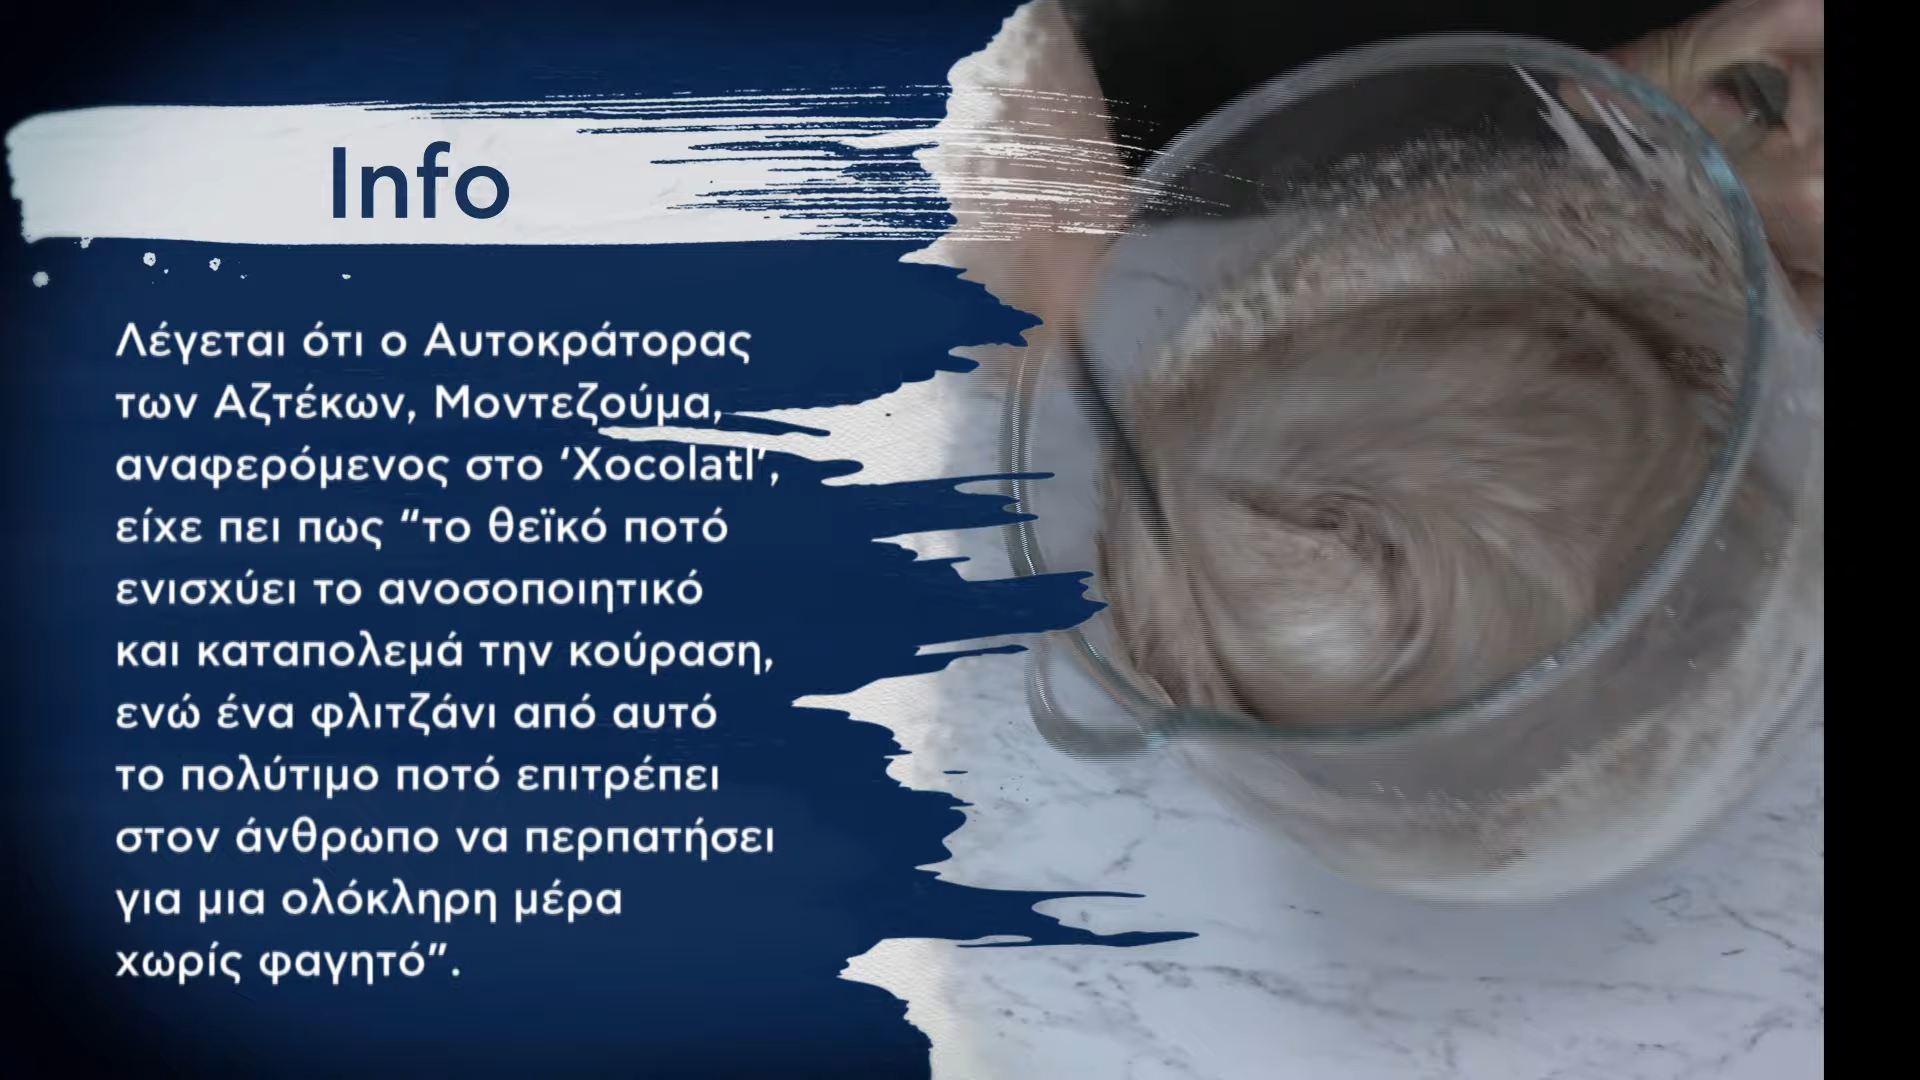 Info
Λέγεται ότι ο Αυτοκράτορας
των Αζτέκων, Μοντεζούμα,
αναφερόμενος στο ‘Xocolatl’,
είχε πει πως “το θεϊκό ποτό
ενισχύει το ανοσοποιητικό
και καταπολεμά την κούραση,
ενώ ένα φλιτζάνι από αυτό
το πολύτιμο ποτό επιτρέπει
στον άνθρωπο να περπατήσει
για μια ολόκληρη μέρα
χωρίς φαγητό”.